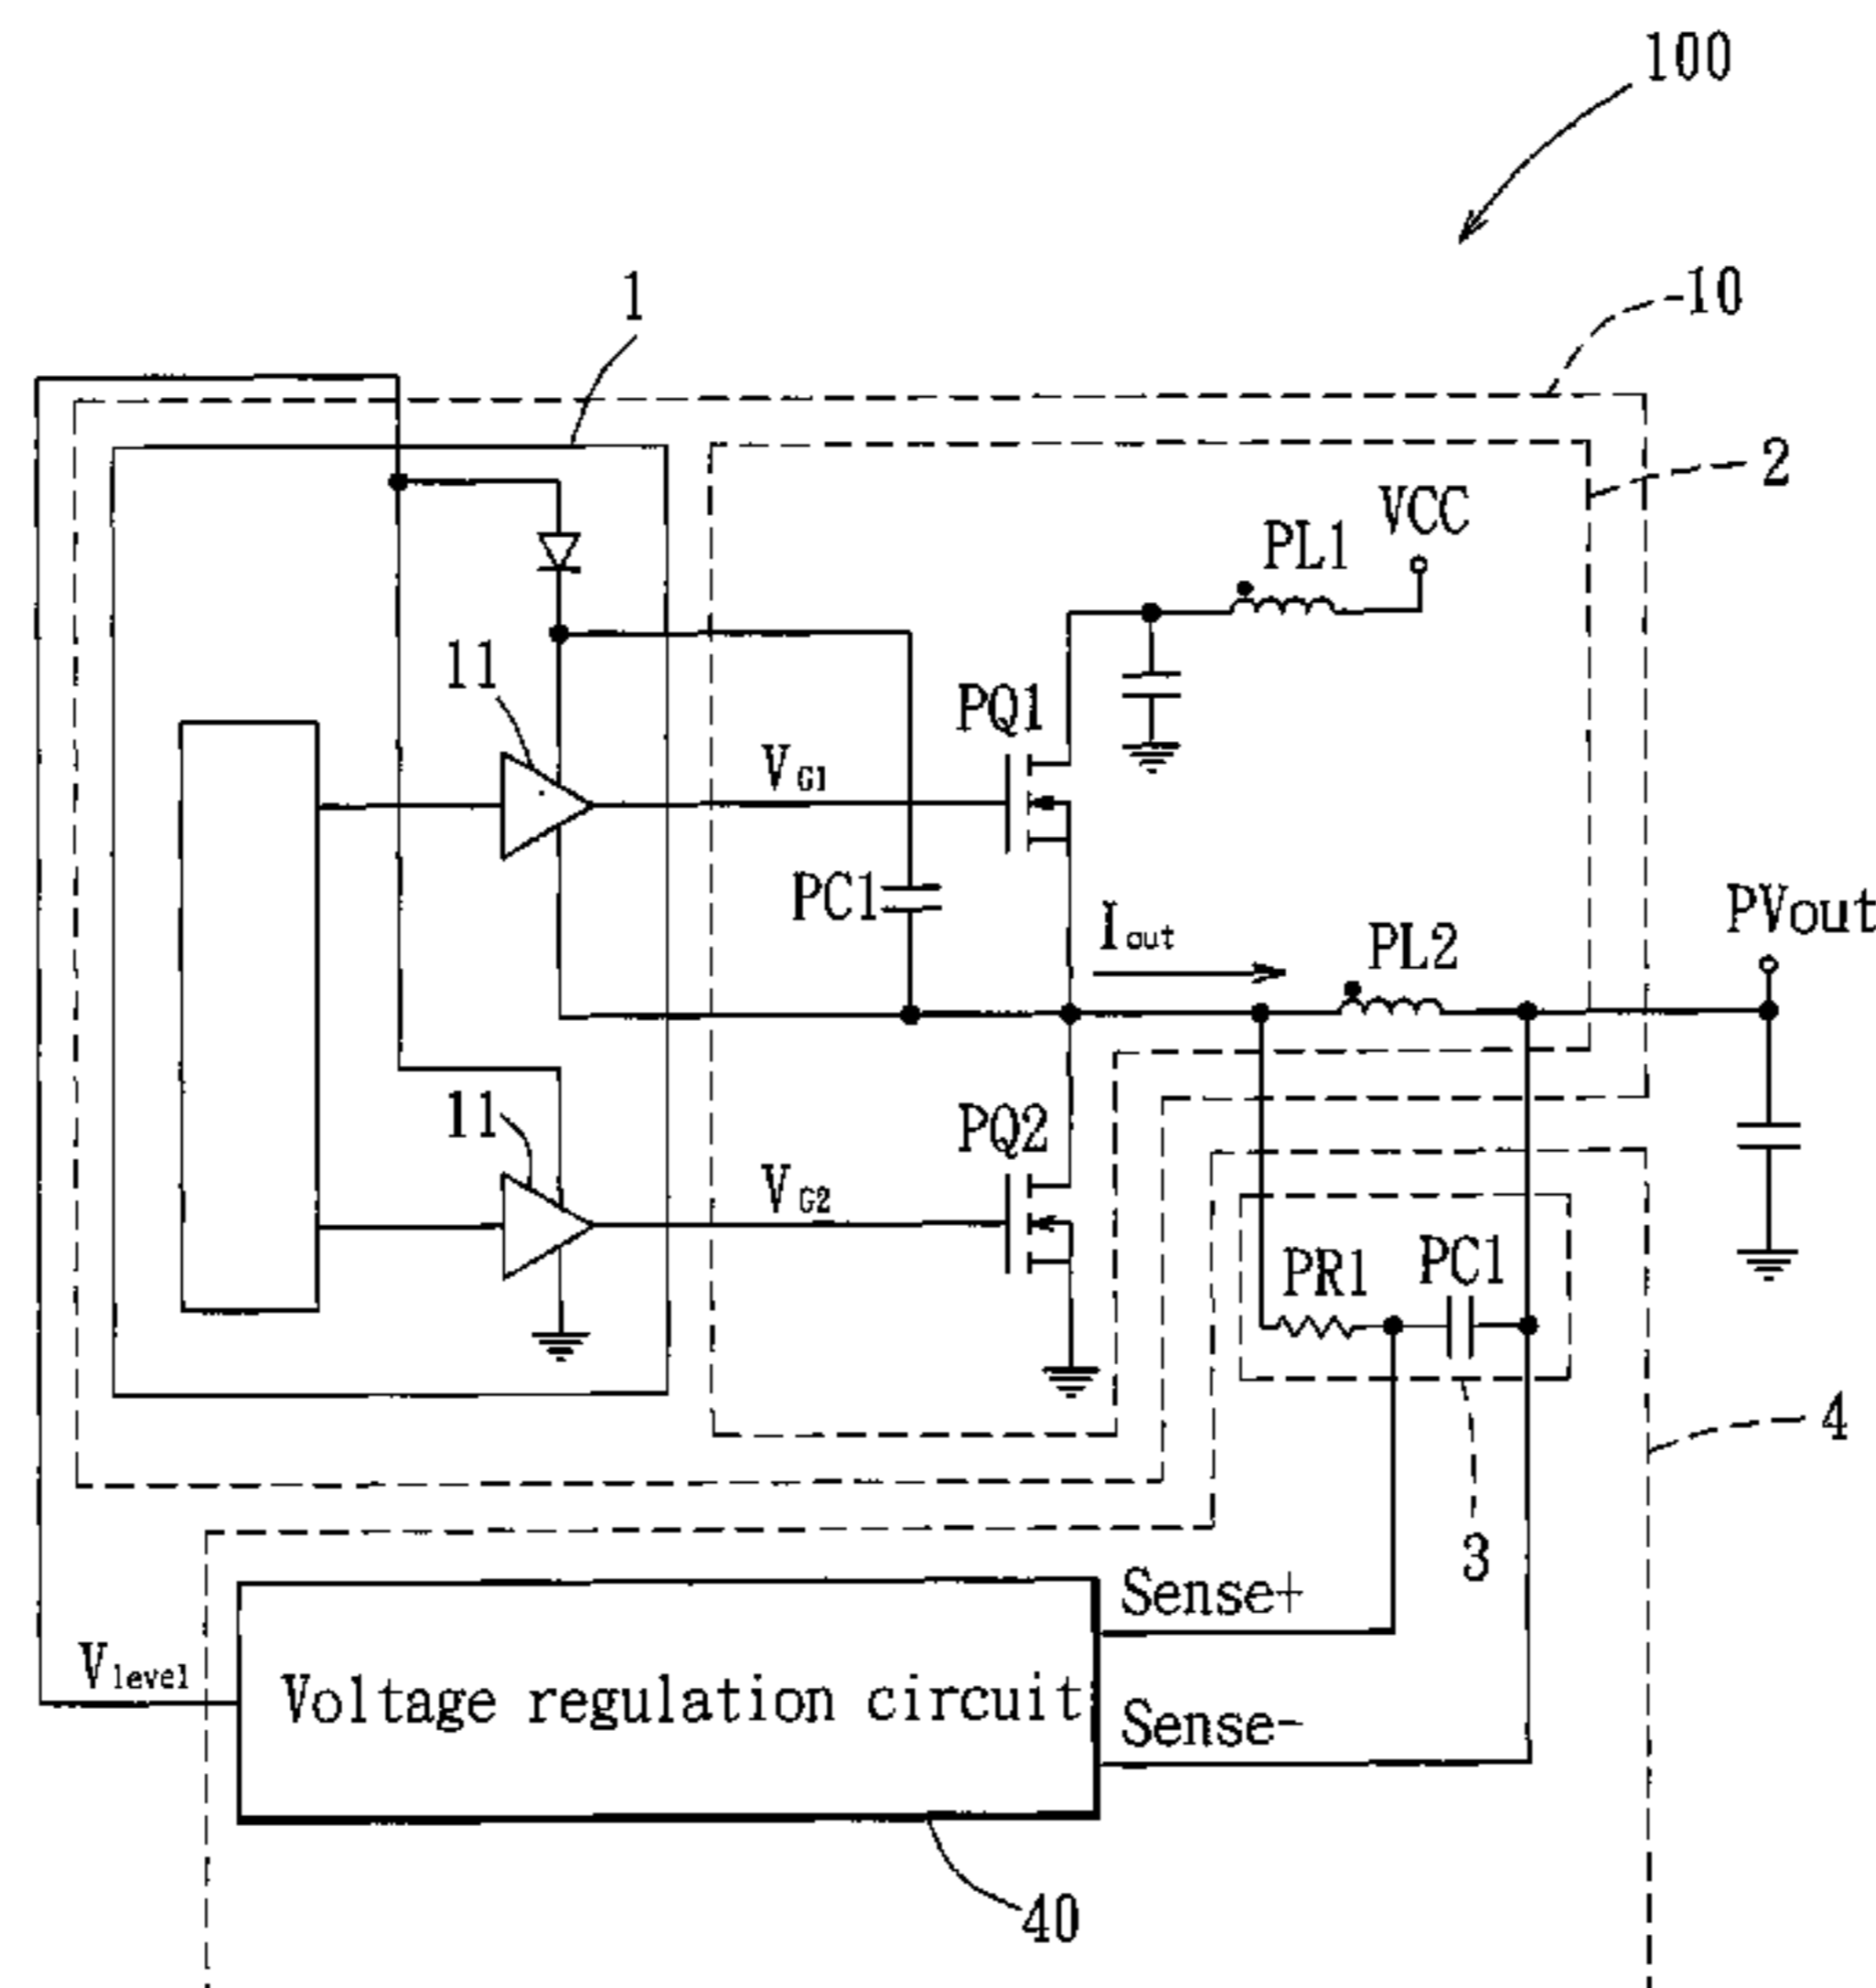 100
10
1
2
VCC
PL1
11
PQ1
VG1
PC1
Iout
PL2
PVout
11
PQ2
VG2
PR1
PC1
4
3
Sense+
Vlevel
Voltage regulation circuit
Sense-
40